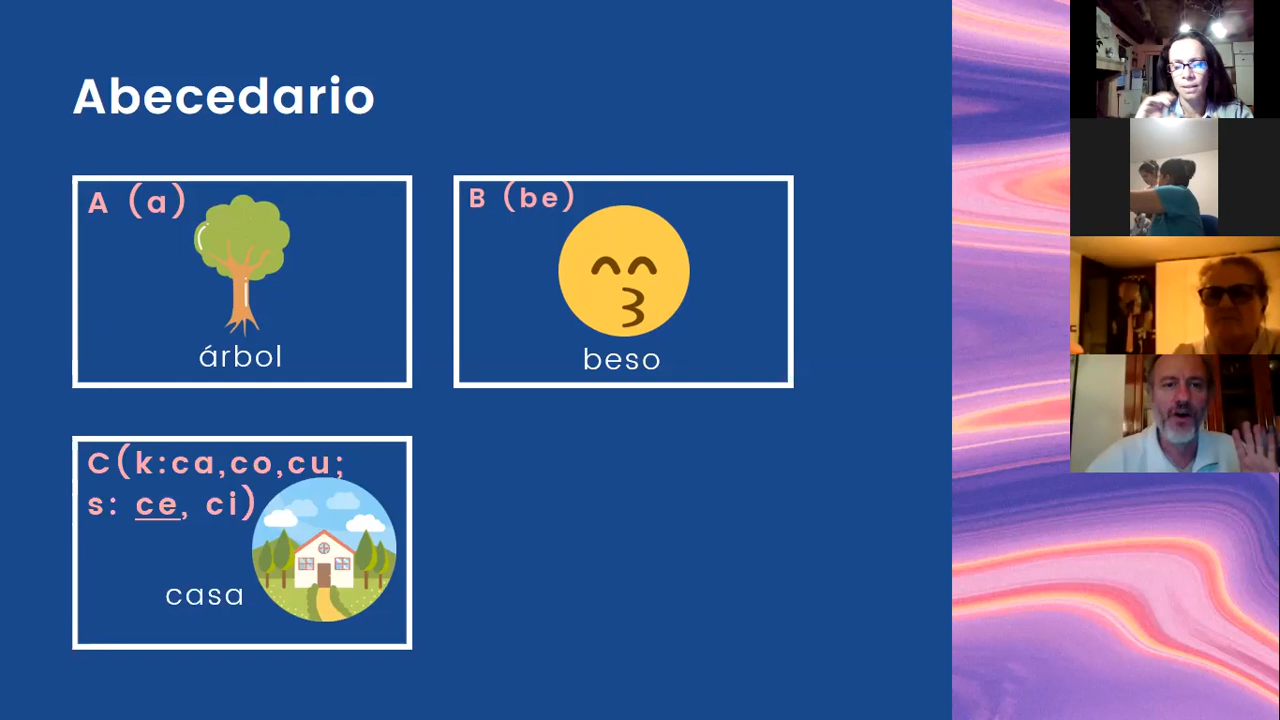 Abecedario
A (a)
árbol
B (be)
beso
C(k:ca,co,cu;
s: ce, ci)
casa